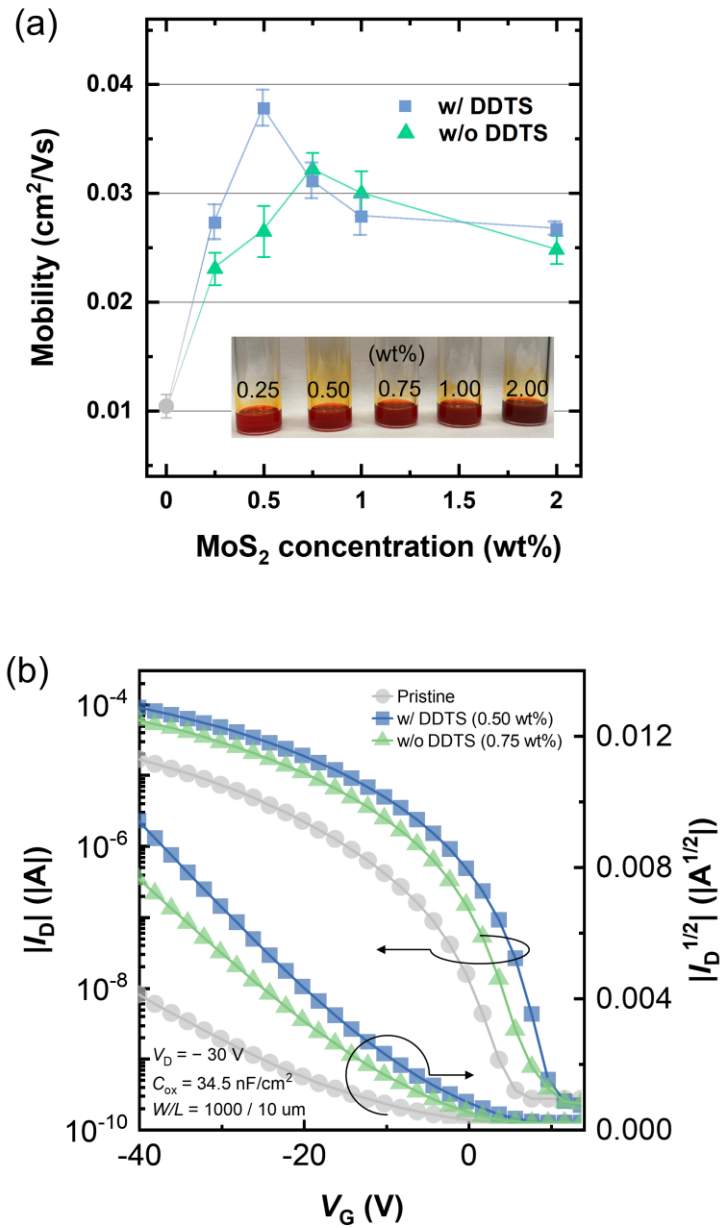 (a)
0.04
0.03
0.02
0.01
Mobility (cm²/Vs)
w/ DDTS
w/o DDTS
(wt%)
0.25 0.50 0.75 1.00 2.00
0 0.5 1 1.5 2
MoS₂ concentration (wt%)
(b)
10⁻⁴
10⁻⁶
10⁻⁸
10⁻¹⁰
|I_D| (|A|)
Pristine
w/ DDTS (0.50 wt%)
w/o DDTS (0.75 wt%)
0.012
0.008
0.004
0.000
|I_D^{1/2}| (|A^{1/2}|)
V_D = − 30 V
C_ox = 34.5 nF/cm²
W/L = 1000 / 10 um
-40 -20 0
V_G (V)